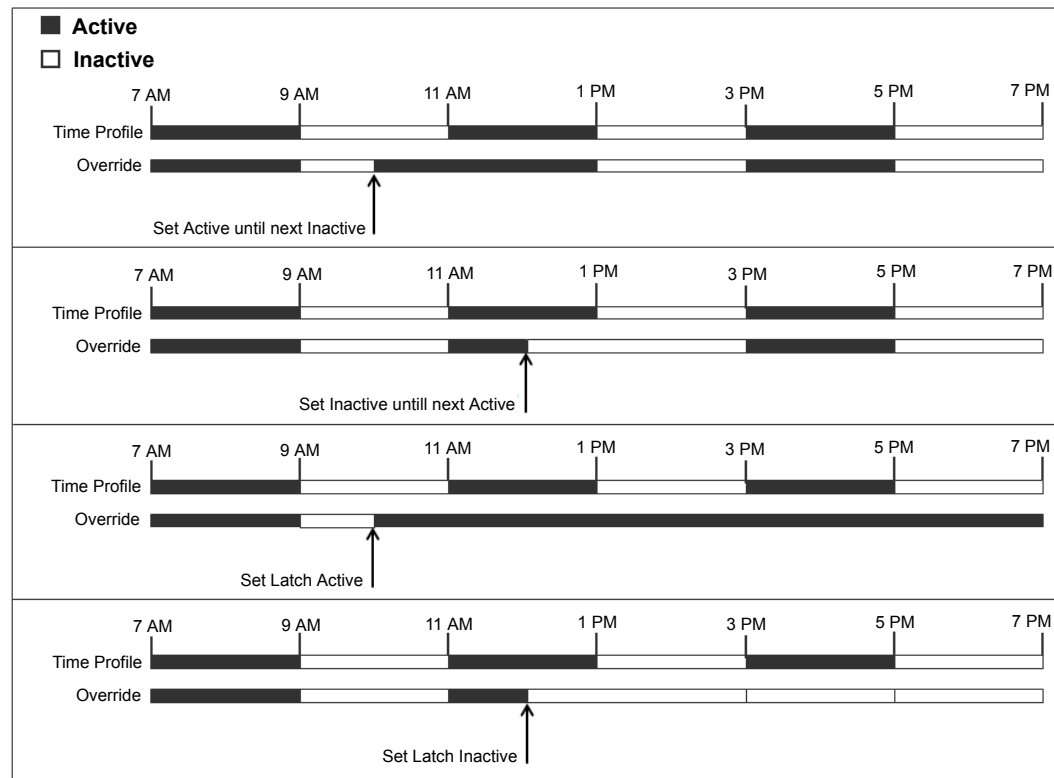 Active
Inactive
7 AM 9 AM 11 AM 1 PM 3 PM 5 PM 7 PM
Time Profile
Override
Set Active until next Inactive
7 AM 9 AM 11 AM 1 PM 3 PM 5 PM 7 PM
Time Profile
Override
Set Inactive untill next Active
7 AM 9 AM 11 AM 1 PM 3 PM 5 PM 7 PM
Time Profile
Override
Set Latch Active
7 AM 9 AM 11 AM 1 PM 3 PM 5 PM 7 PM
Time Profile
Override
Set Latch Inactive